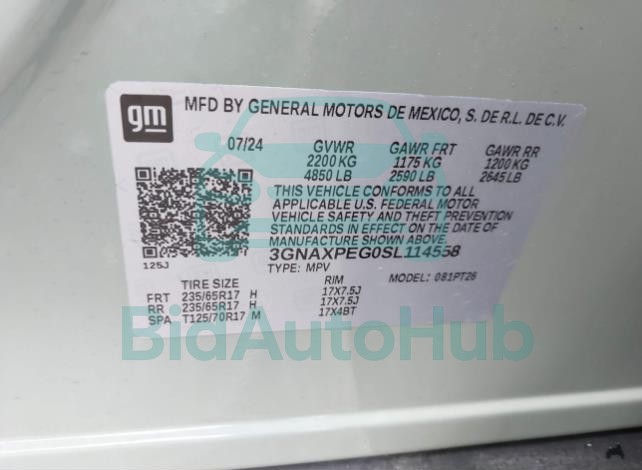 gm
MFD BY GENERAL MOTORS DE MEXICO, S. DE R.L. DE C.V.
07/24 GVWR GAWR FRT GAWR RR
2200 KG 1175 KG 1200 KG
4850 LB 2590 LB 2645 LB
THIS VEHICLE CONFORMS TO ALL
APPLICABLE U.S. FEDERAL MOTOR
VEHICLE SAFETY AND THEFT PREVENTION
STANDARDS IN EFFECT ON THE DATE OF
MANUFACTURE SHOWN ABOVE.
3GNAXPEG0SL114558
125J
TYPE: MPV MODEL: 081PT26
TIRE SIZE RIM
FRT 235/65R17 H 17X7.5J
RR 235/65R17 H 17X7.5J
SPA T125/70R17 M 17X4BT
BidAutoHub